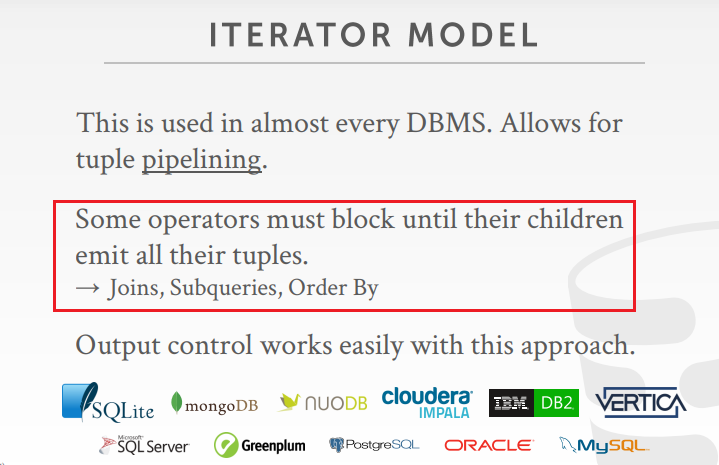 ITERATOR MODEL
This is used in almost every DBMS. Allows for
tuple pipelining.
Some operators must block until their children
emit all their tuples.
→ Joins, Subqueries, Order By
Output control works easily with this approach.
SQLite mongoDB NUODB cloudera IMPALA IBM DB2 VERTICA
Microsoft SQL Server Greenplum PostgreSQL ORACLE MySQL